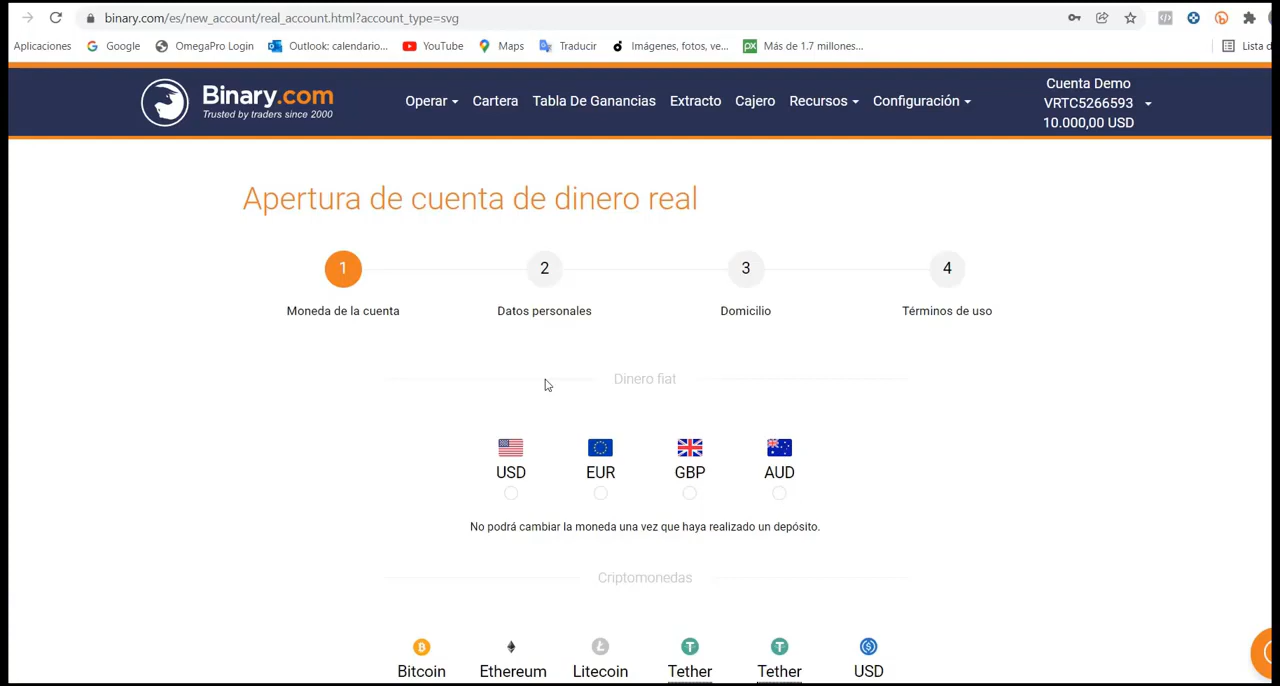 binary.com/es/new_account/real_account.html?account_type=svg
Aplicaciones Google OmegaPro Login Outlook: calendario... YouTube Maps Traducir Imágenes, fotos, ve... Más de 1.7 millones... Lista d
Binary.com
Trusted by traders since 2000
Operar Cartera Tabla De Ganancias Extracto Cajero Recursos Configuración
Cuenta Demo
VRTC5266593
10.000,00 USD
Apertura de cuenta de dinero real
1 2 3 4
Moneda de la cuenta Datos personales Domicilio Términos de uso
Dinero fiat
USD EUR GBP AUD
No podrá cambiar la moneda una vez que haya realizado un depósito.
Criptomonedas
Bitcoin Ethereum Litecoin Tether Tether USD